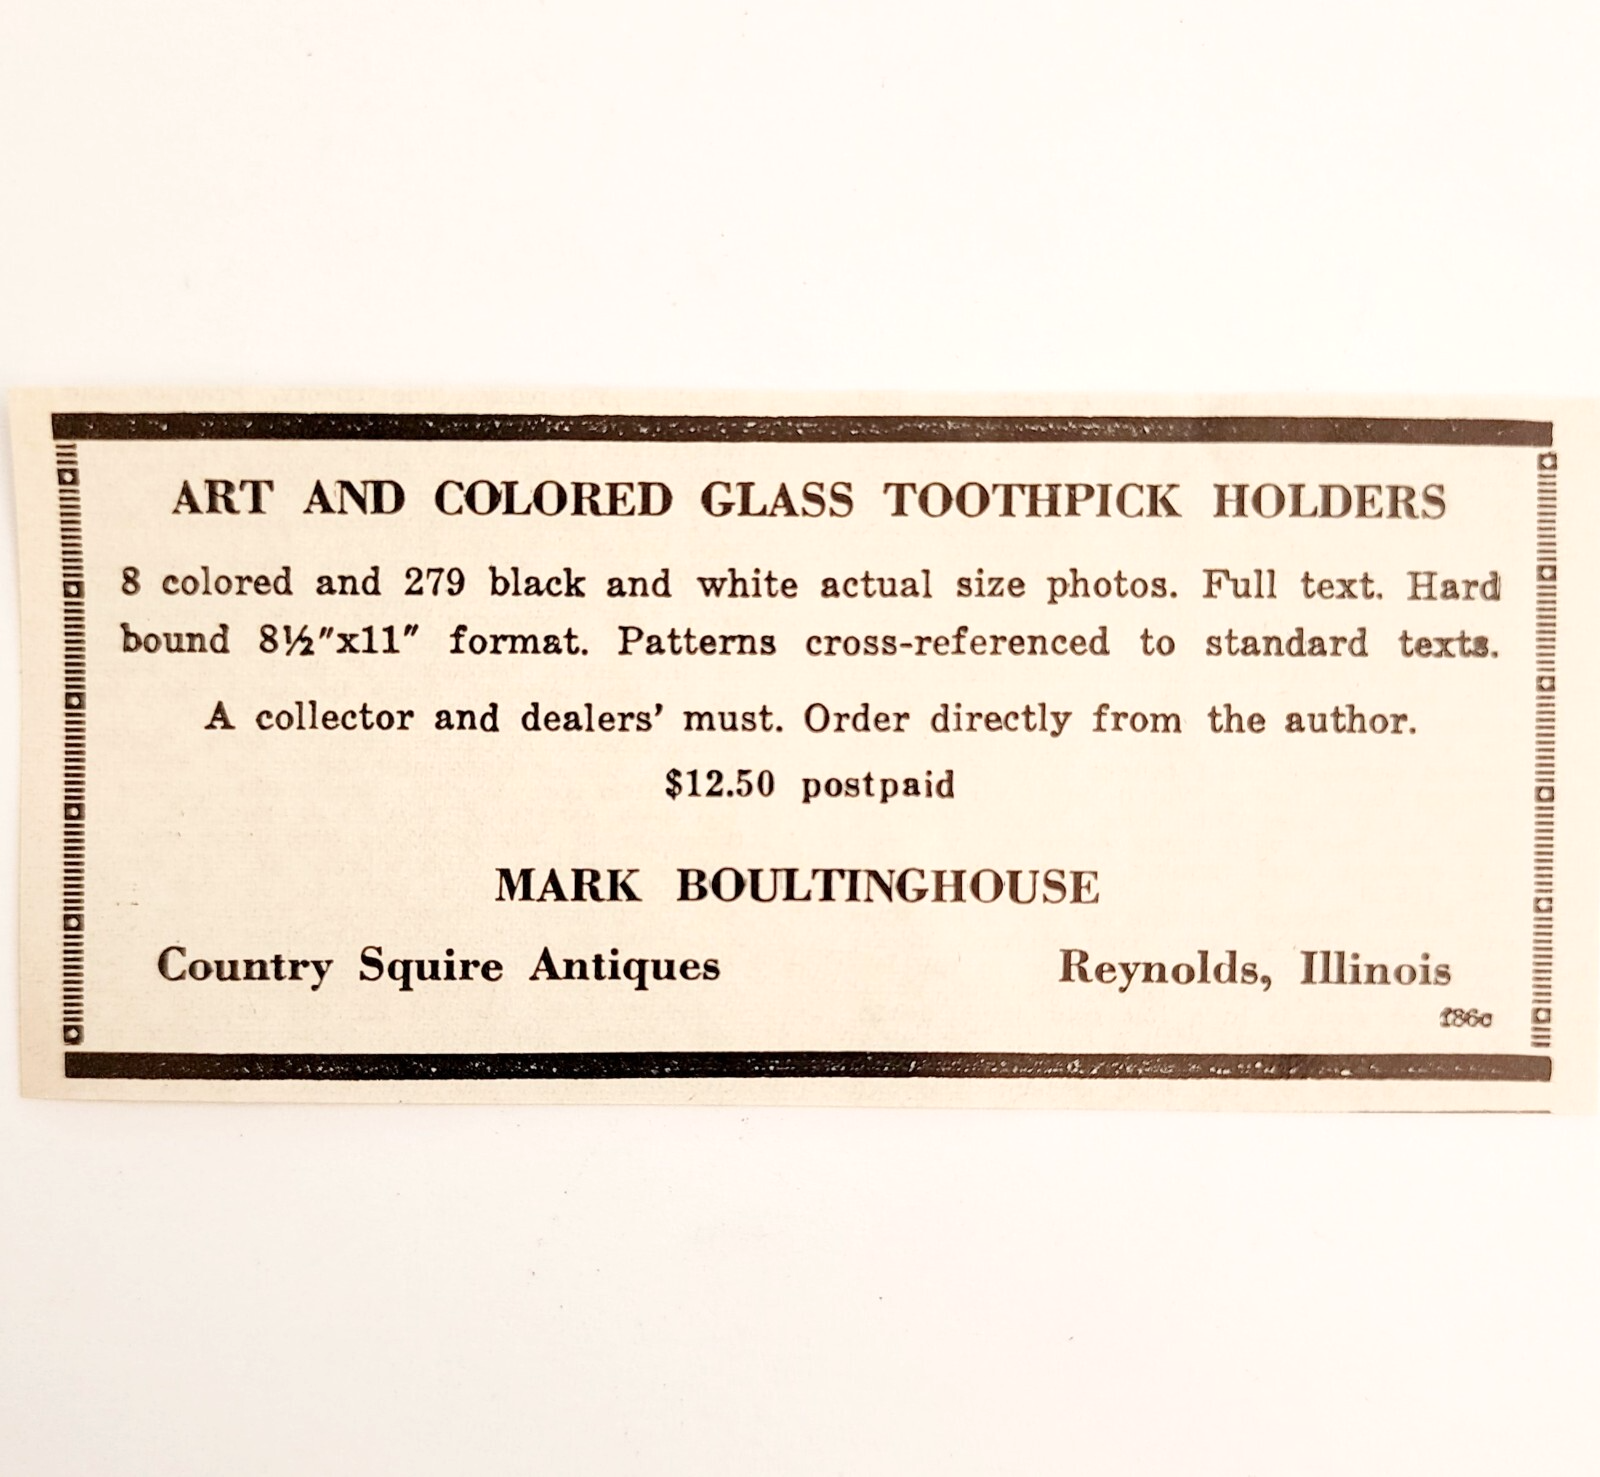 ART AND COLORED GLASS TOOTHPICK HOLDERS
8 colored and 279 black and white actual size photos. Full text. Hard
bound 8½"x11" format. Patterns cross-referenced to standard texts.
A collector and dealers' must. Order directly from the author.
$12.50 postpaid
MARK BOULTINGHOUSE
Country Squire Antiques Reynolds, Illinois
f86c